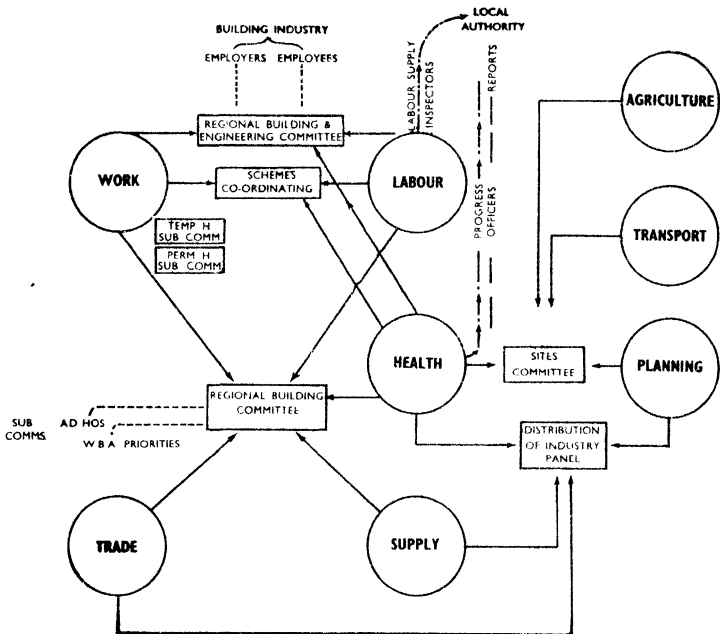 BUILDING INDUSTRY
EMPLOYERS EMPLOYEES
LOCAL
AUTHORITY
LABOUR SUPPLY
INSPECTORS
REPORTS
PROGRESS
OFFICERS
REGIONAL BUILDING &
ENGINEERING COMMITTEE
SCHEMES
CO-ORDINATING
WORK
LABOUR
AGRICULTURE
TRANSPORT
TEMP H
SUB COMM
PERM H
SUB COMM
HEALTH
SITES
COMMITTEE
PLANNING
REGIONAL BUILDING
COMMITTEE
SUB
COMMS.
AD HOS
W B A PRIORITIES
DISTRIBUTION
OF INDUSTRY
PANEL
TRADE
SUPPLY